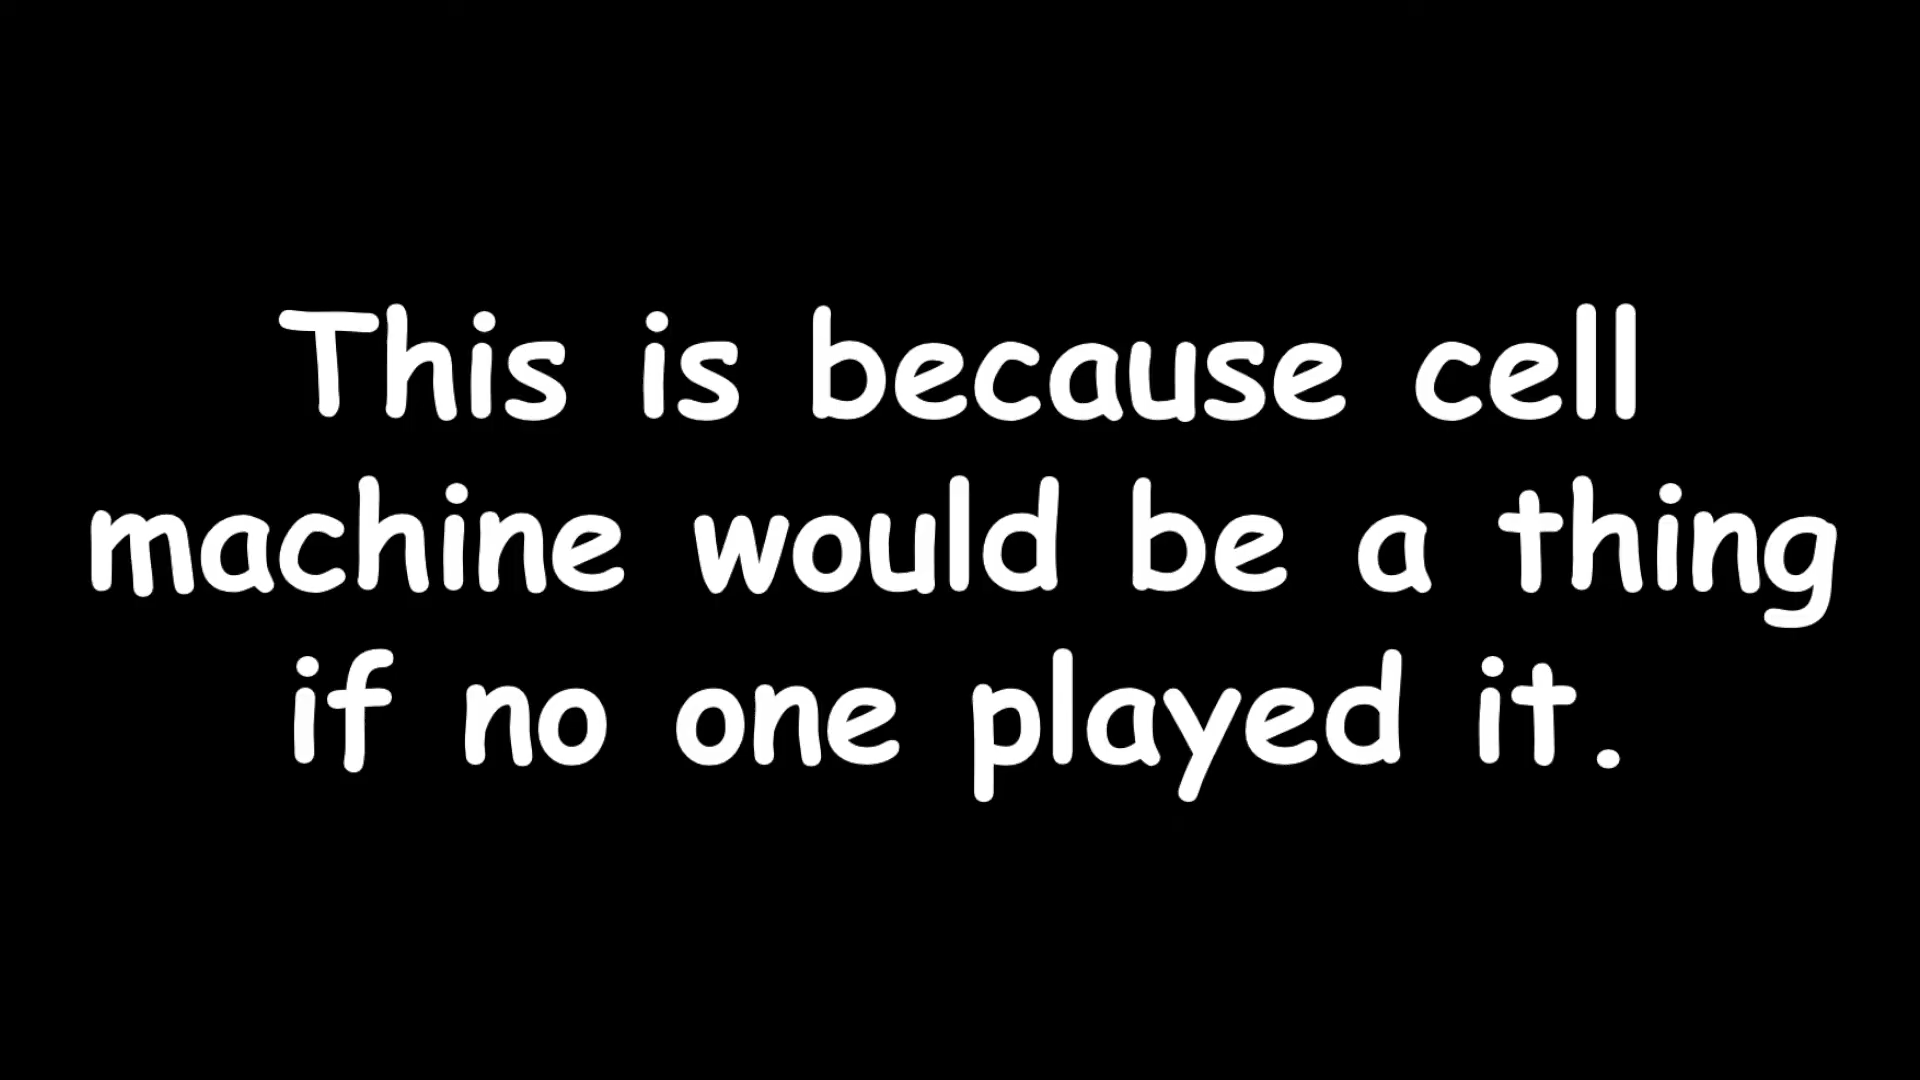 This is because cell
machine would be a thing
if no one played it.